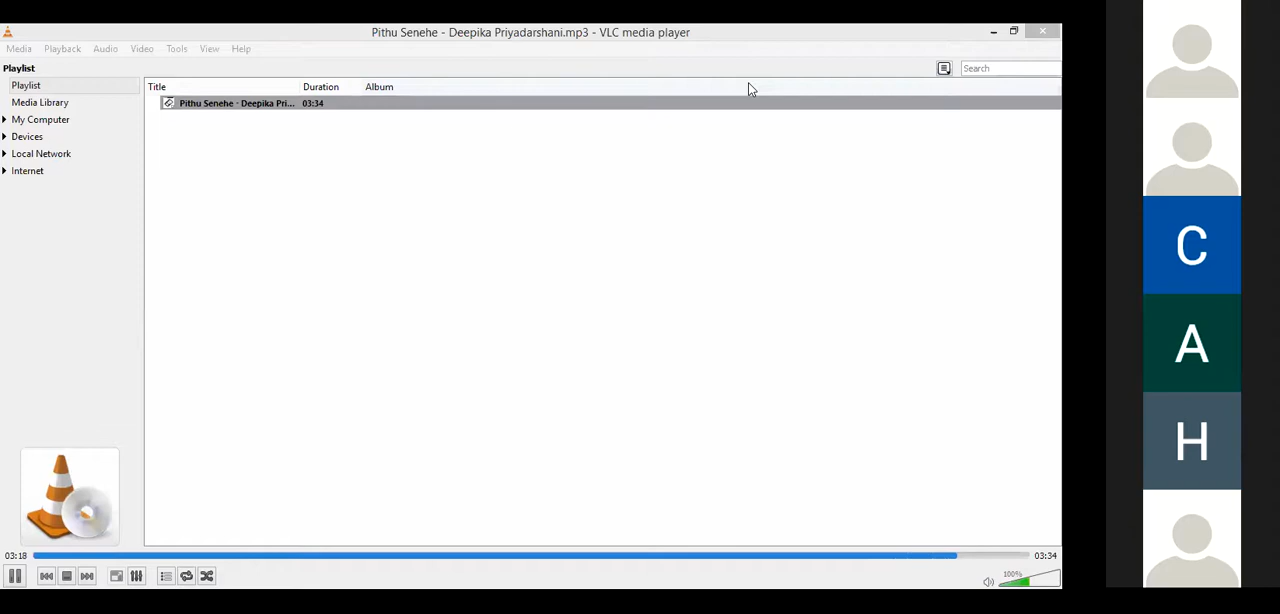 Pithu Senehe - Deepika Priyadarshani.mp3 - VLC media player
Media Playback Audio Video Tools View Help
Playlist
Search
Playlist
Media Library
My Computer
Devices
Local Network
Internet
Title Duration Album
Pithu Senehe - Deepika Pri... 03:34
C
A
H
03:18
03:34
100%